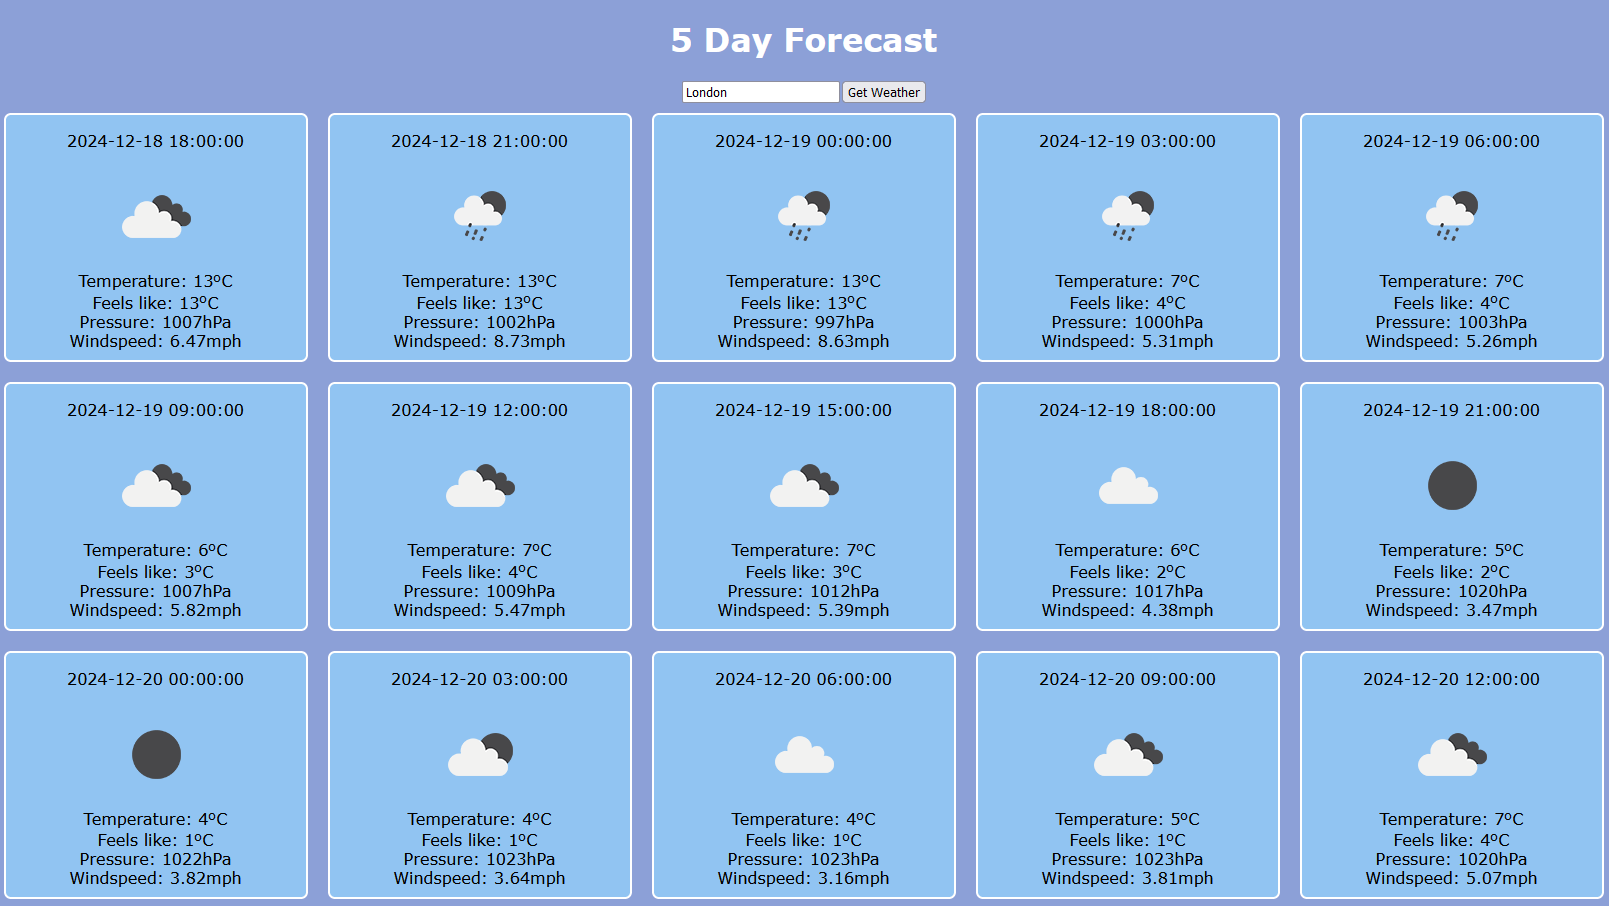 5 Day Forecast
London Get Weather
2024-12-18 18:00:00
Temperature: 13ºC
Feels like: 13ºC
Pressure: 1007hPa
Windspeed: 6.47mph
2024-12-18 21:00:00
Temperature: 13ºC
Feels like: 13ºC
Pressure: 1002hPa
Windspeed: 8.73mph
2024-12-19 00:00:00
Temperature: 13ºC
Feels like: 13ºC
Pressure: 997hPa
Windspeed: 8.63mph
2024-12-19 03:00:00
Temperature: 7ºC
Feels like: 4ºC
Pressure: 1000hPa
Windspeed: 5.31mph
2024-12-19 06:00:00
Temperature: 7ºC
Feels like: 4ºC
Pressure: 1003hPa
Windspeed: 5.26mph
2024-12-19 09:00:00
Temperature: 6ºC
Feels like: 3ºC
Pressure: 1007hPa
Windspeed: 5.82mph
2024-12-19 12:00:00
Temperature: 7ºC
Feels like: 4ºC
Pressure: 1009hPa
Windspeed: 5.47mph
2024-12-19 15:00:00
Temperature: 7ºC
Feels like: 3ºC
Pressure: 1012hPa
Windspeed: 5.39mph
2024-12-19 18:00:00
Temperature: 6ºC
Feels like: 2ºC
Pressure: 1017hPa
Windspeed: 4.38mph
2024-12-19 21:00:00
Temperature: 5ºC
Feels like: 2ºC
Pressure: 1020hPa
Windspeed: 3.47mph
2024-12-20 00:00:00
Temperature: 4ºC
Feels like: 1ºC
Pressure: 1022hPa
Windspeed: 3.82mph
2024-12-20 03:00:00
Temperature: 4ºC
Feels like: 1ºC
Pressure: 1023hPa
Windspeed: 3.64mph
2024-12-20 06:00:00
Temperature: 4ºC
Feels like: 1ºC
Pressure: 1023hPa
Windspeed: 3.16mph
2024-12-20 09:00:00
Temperature: 5ºC
Feels like: 1ºC
Pressure: 1023hPa
Windspeed: 3.81mph
2024-12-20 12:00:00
Temperature: 7ºC
Feels like: 4ºC
Pressure: 1020hPa
Windspeed: 5.07mph